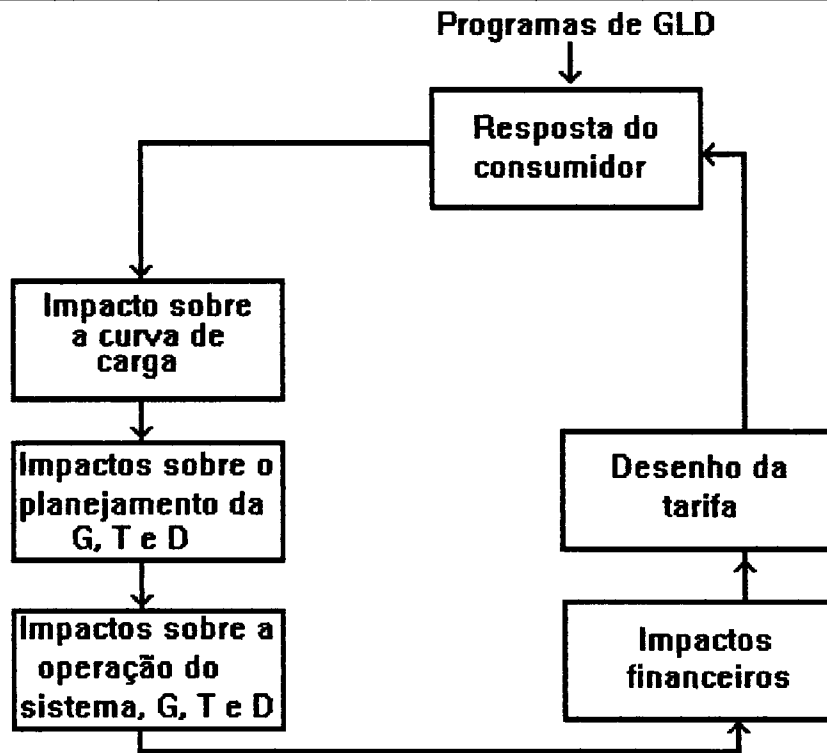 Programas de GLD
Resposta do
consumidor
Impacto sobre
a curva de
carga
Impactos sobre o
planejamento da
G, T e D
Impactos sobre a
operação do
sistema, G, T e D
Desenho da
tarifa
Impactos
financeiros